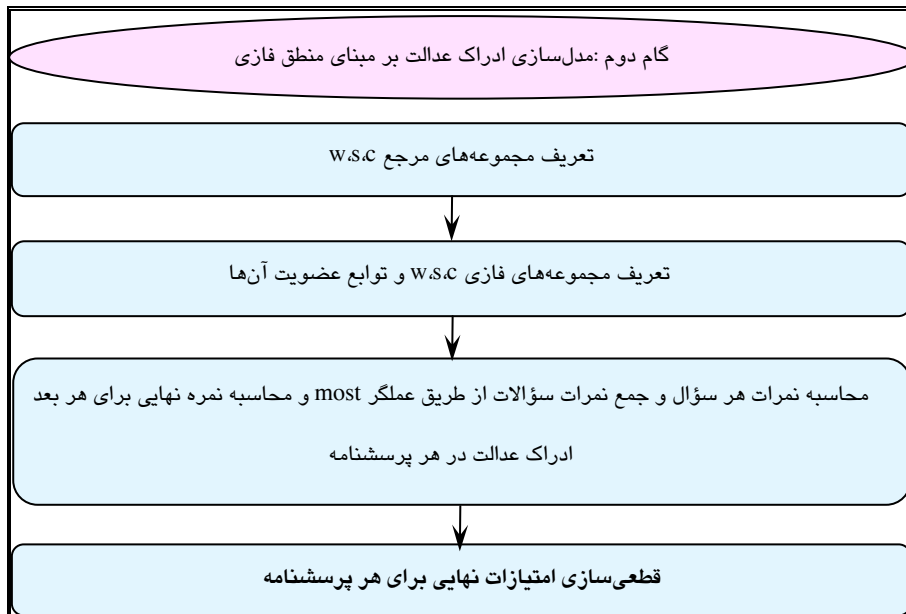 گام دوم :مدل‌سازی ادراک عدالت بر مبنای منطق فازی
تعریف مجموعه‌های مرجع w،s،c
تعریف مجموعه‌های فازی w،s،c و توابع عضویت آن‌ها
محاسبه نمرات هر سؤال و جمع نمرات سؤالات از طریق عملگر most و محاسبه نمره نهایی برای هر بعد
ادراک عدالت در هر پرسشنامه
قطعی‌سازی امتیازات نهایی برای هر پرسشنامه